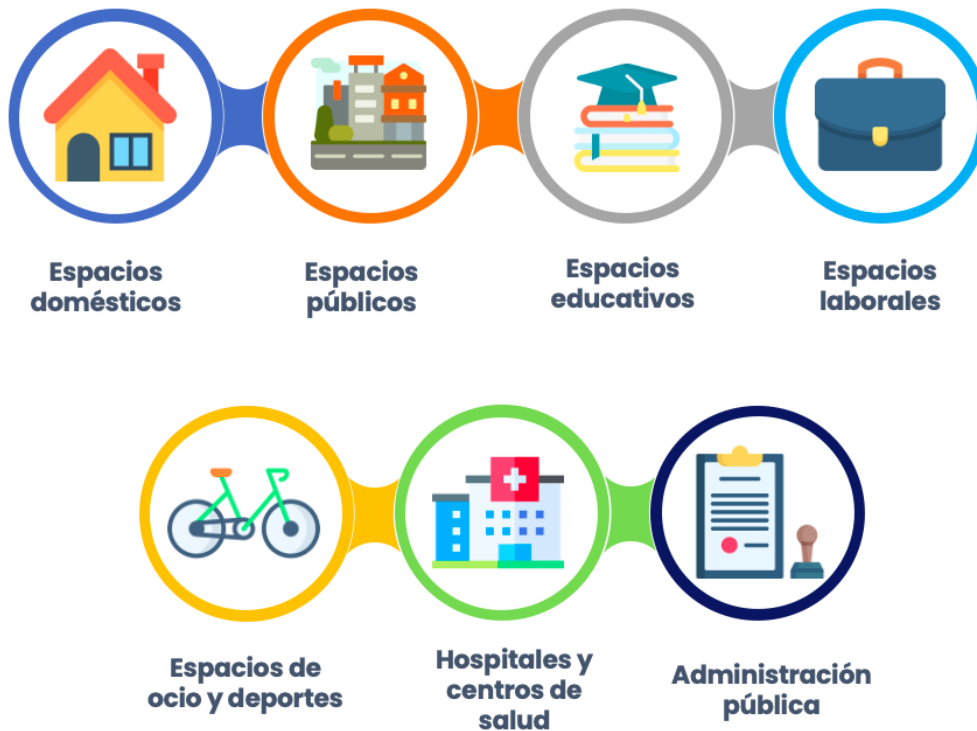 Espacios
domésticos
Espacios
públicos
Espacios
educativos
Espacios
laborales
Espacios de
ocio y deportes
Hospitales y
centros de
salud
Administración
pública